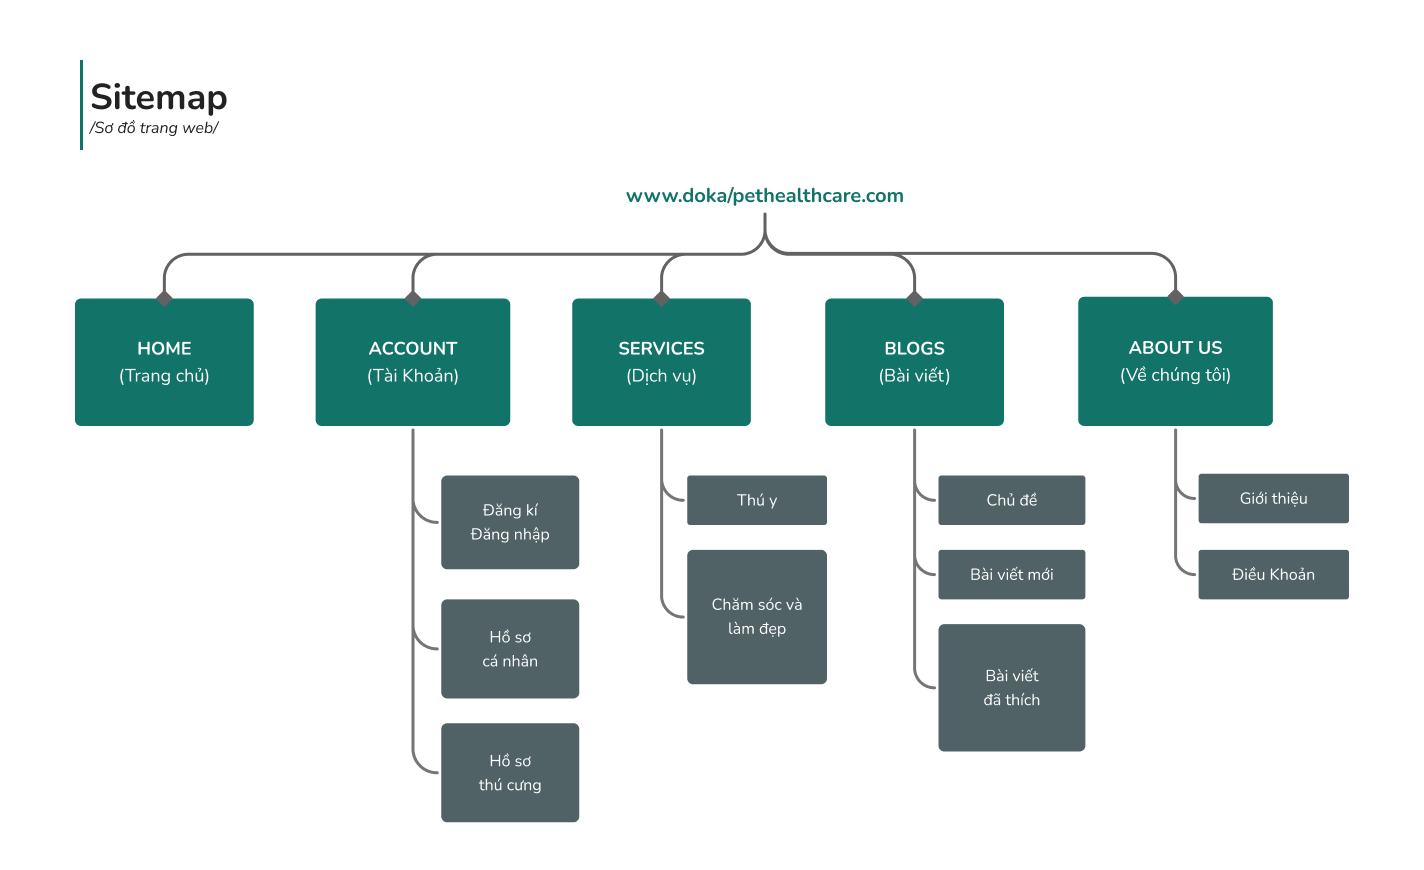 Sitemap
/Sơ đồ trang web/
www.doka/pethealthcare.com
HOME
(Trang chủ)
ACCOUNT
(Tài Khoản)
SERVICES
(Dịch vụ)
BLOGS
(Bài viết)
ABOUT US
(Về chúng tôi)
Đăng kí
Đăng nhập
Hồ sơ
cá nhân
Hồ sơ
thú cưng
Thú y
Chăm sóc và
làm đẹp
Chủ đề
Bài viết mới
Bài viết
đã thích
Giới thiệu
Điều Khoản